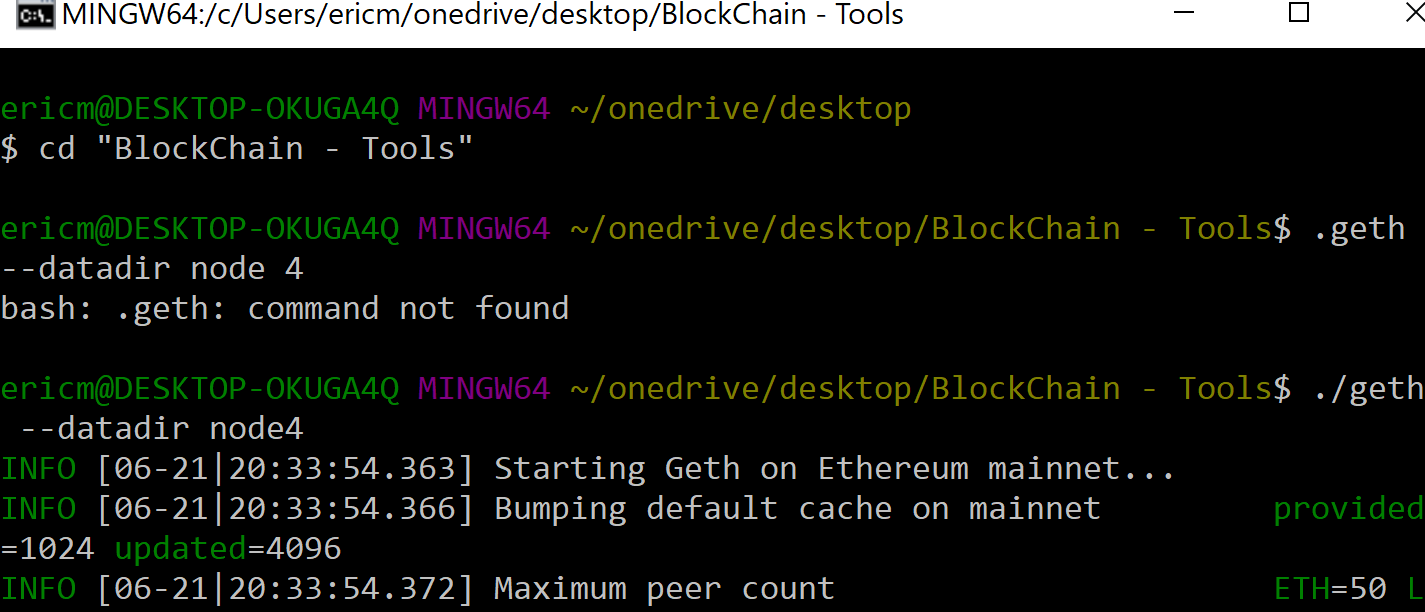 MINGW64:/c/Users/ericm/onedrive/desktop/BlockChain - Tools
ericm@DESKTOP-OKUGA4Q MINGW64 ~/onedrive/desktop
$ cd "BlockChain - Tools"
ericm@DESKTOP-OKUGA4Q MINGW64 ~/onedrive/desktop/BlockChain - Tools$ .geth
--datadir node 4
bash: .geth: command not found
ericm@DESKTOP-OKUGA4Q MINGW64 ~/onedrive/desktop/BlockChain - Tools$ ./geth
--datadir node4
INFO [06-21|20:33:54.363] Starting Geth on Ethereum mainnet...
INFO [06-21|20:33:54.366] Bumping default cache on mainnet provided
=1024 updated=4096
INFO [06-21|20:33:54.372] Maximum peer count ETH=50 L